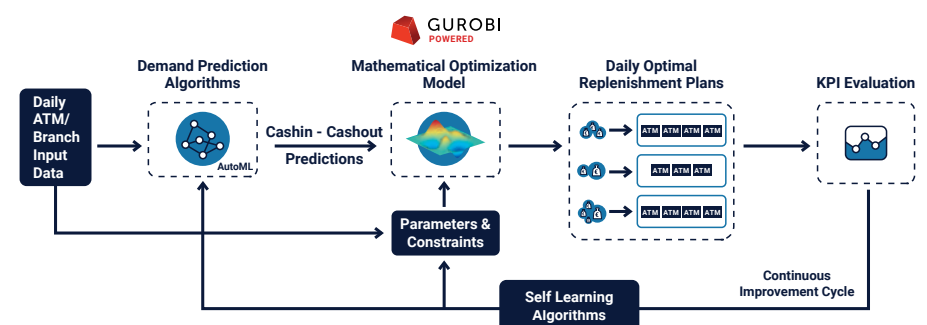 GUROBI
POWERED
Demand Prediction
Algorithms
Mathematical Optimization
Model
Daily Optimal
Replenishment Plans
KPI Evaluation
Daily
ATM/
Branch
Input
Data
AutoML
Cashin - Cashout
Predictions
ATM ATM ATM ATM
ATM ATM ATM
ATM ATM ATM ATM
Parameters &
Constraints
Continuous
Improvement Cycle
Self Learning
Algorithms